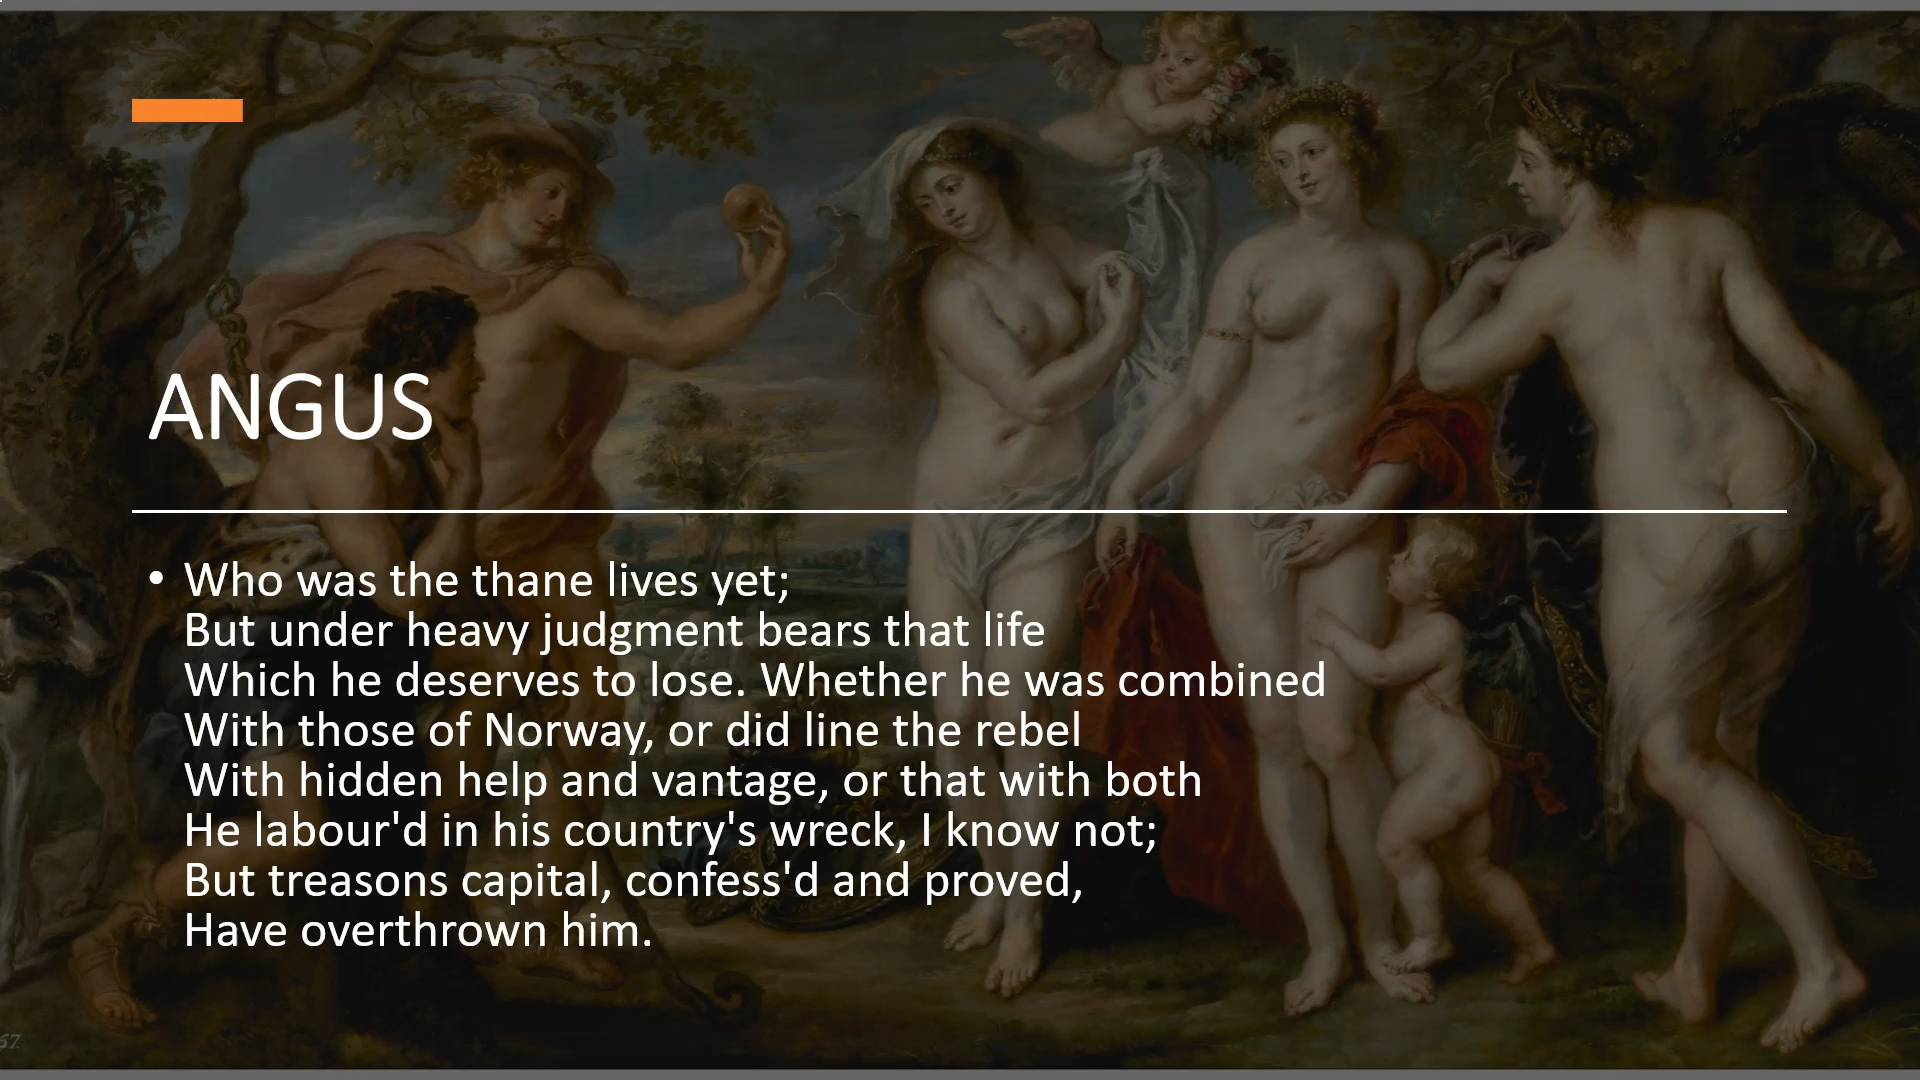 ANGUS
• Who was the thane lives yet;
But under heavy judgment bears that life
Which he deserves to lose. Whether he was combined
With those of Norway, or did line the rebel
With hidden help and vantage, or that with both
He labour'd in his country's wreck, I know not;
But treasons capital, confess'd and proved,
Have overthrown him.
67.